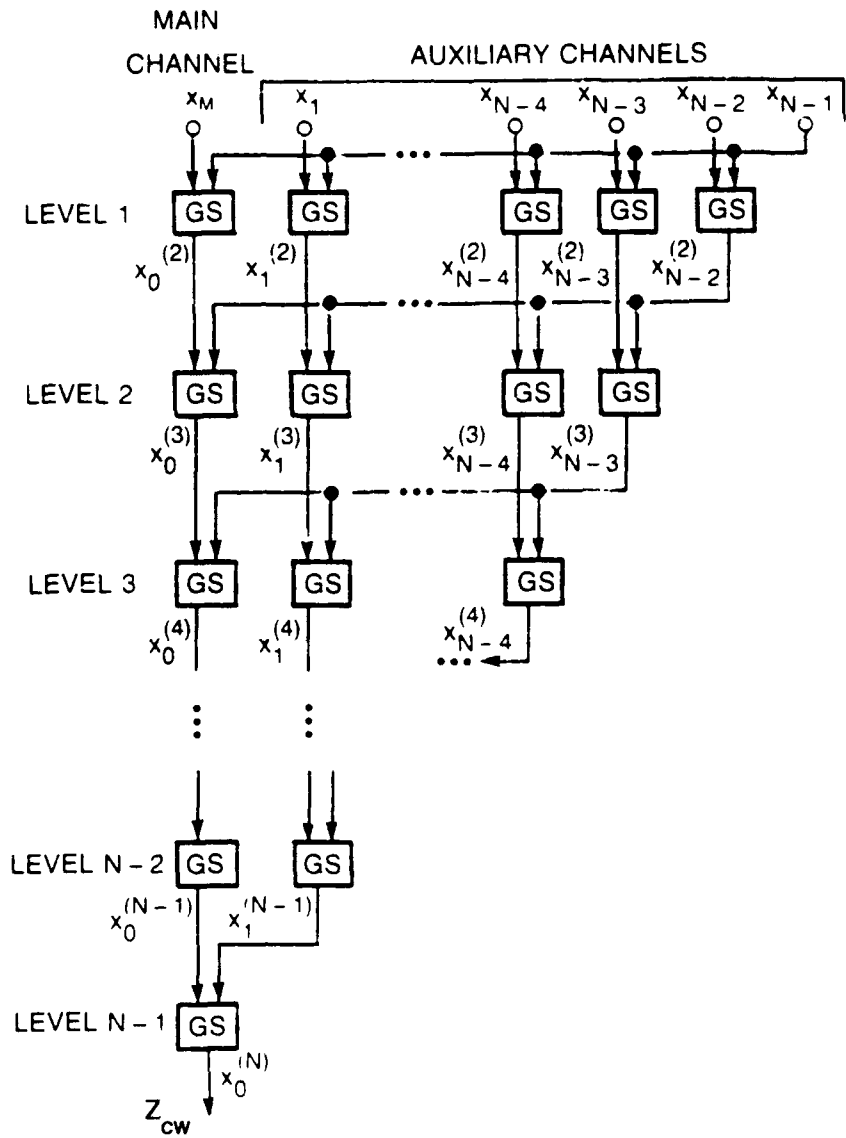 MAIN
CHANNEL
AUXILIARY CHANNELS
x_M x_1 x_{N-4} x_{N-3} x_{N-2} x_{N-1}
...
LEVEL 1 GS GS GS GS GS
x_0^{(2)} x_1^{(2)} x_{N-4}^{(2)} x_{N-3}^{(2)} x_{N-2}^{(2)}
...
LEVEL 2 GS GS GS GS
x_0^{(3)} x_1^{(3)} x_{N-4}^{(3)} x_{N-3}^{(3)}
...
LEVEL 3 GS GS GS
x_0^{(4)} x_1^{(4)} x_{N-4}^{(4)}
...
LEVEL N-2 GS GS
x_0^{(N-1)} x_1^{(N-1)}
LEVEL N-1 GS
x_0^{(N)}
Z_{cw}